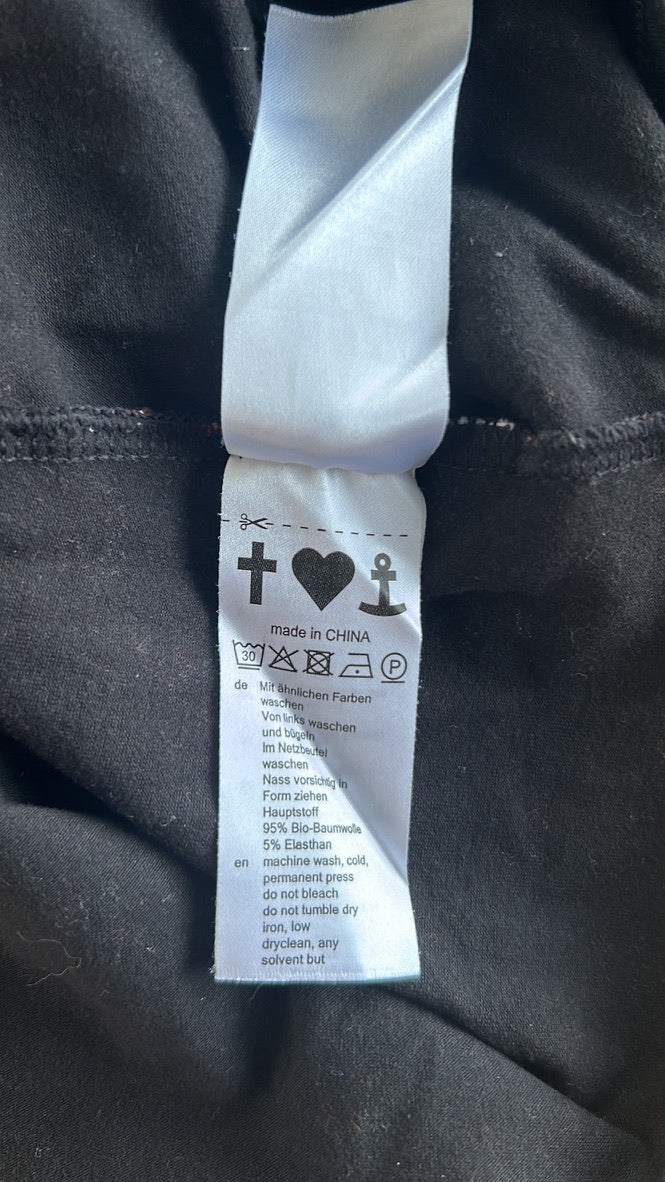 made in CHINA
30 P
de Mit ähnlichen Farben
waschen
Von links waschen
und bügeln
Im Netzbeutel
waschen
Nass vorsichtig in
Form ziehen
Hauptstoff
95% Bio-Baumwolle
5% Elasthan
en machine wash, cold,
permanent press
do not bleach
do not tumble dry
iron, low
dryclean, any
solvent but